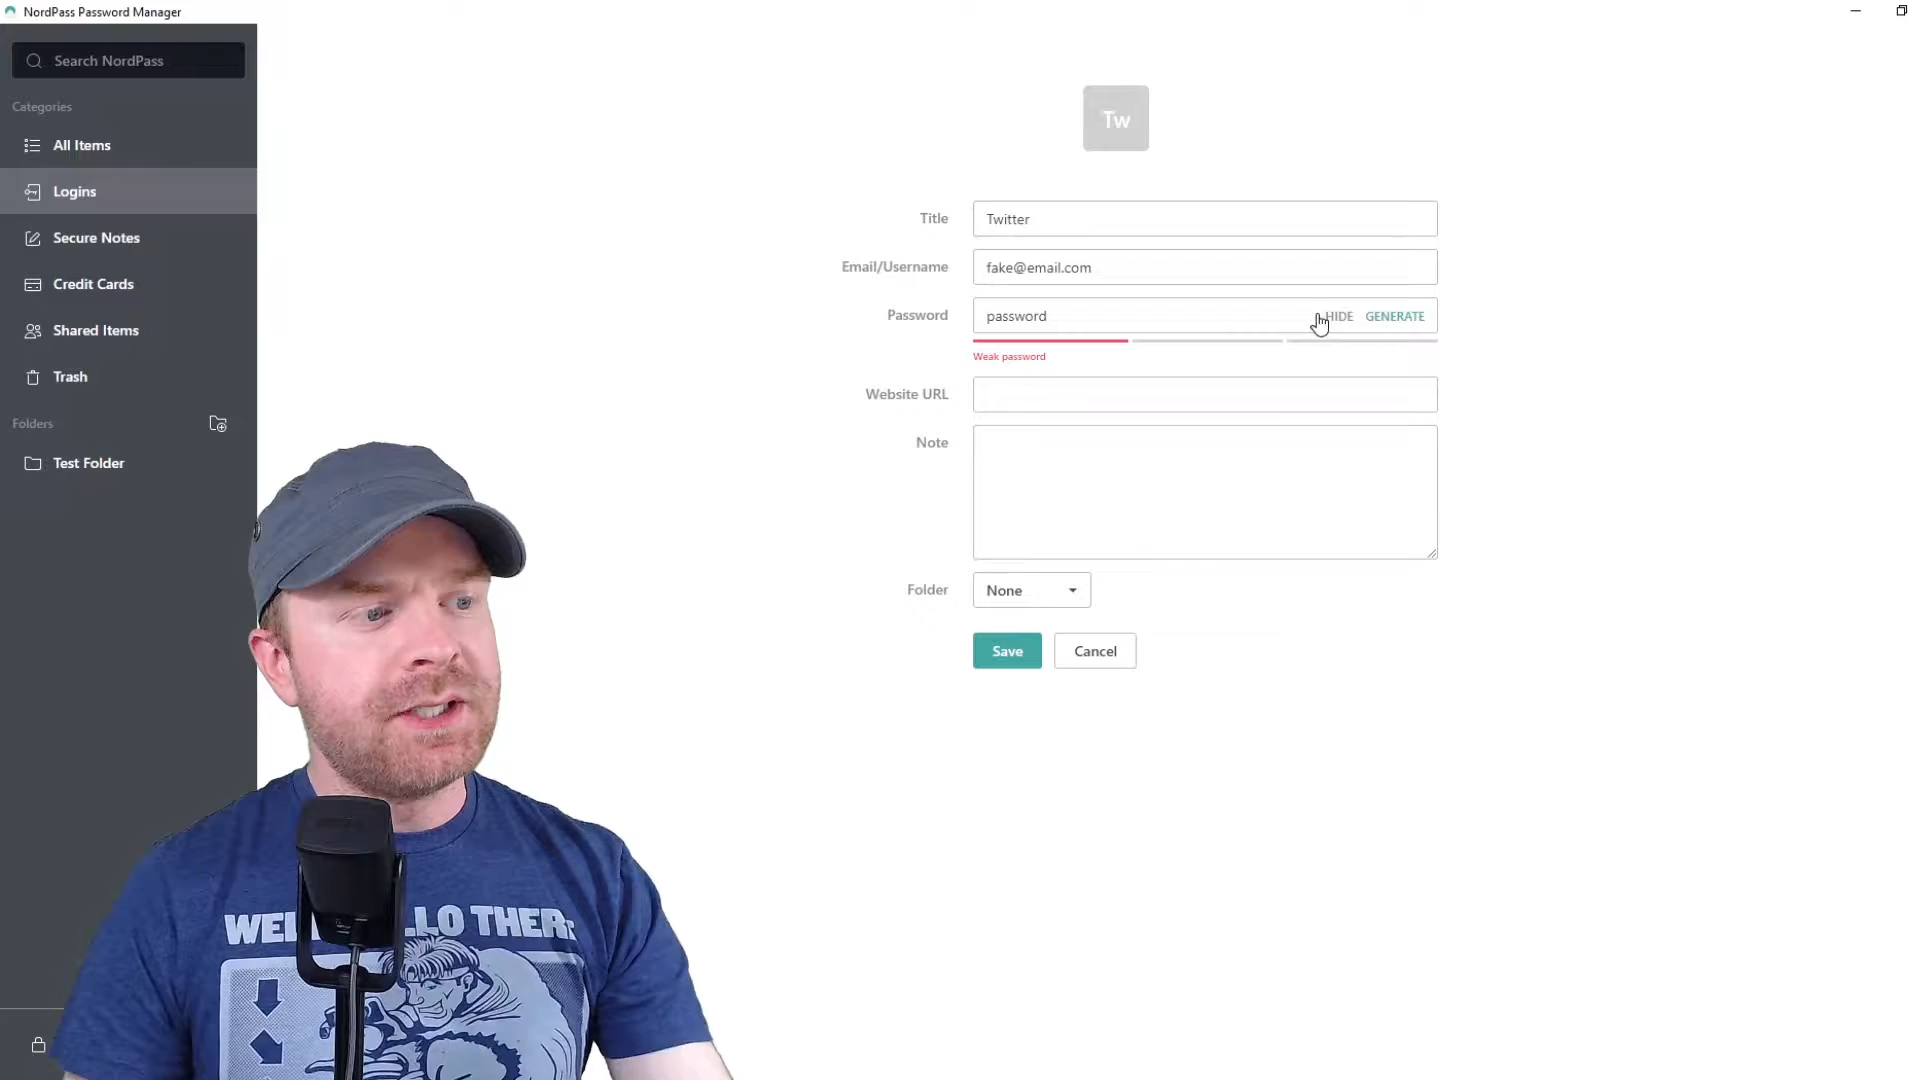 NordPass Password Manager
Search NordPass
Categories
All Items
Logins
Secure Notes
Credit Cards
Shared Items
Trash
Folders
Test Folder
Tw
Title
Twitter
Email/Username
fake@email.com
Password
password
HIDE
GENERATE
Weak password
Website URL
Note
Folder
None
Save
Cancel
THERE